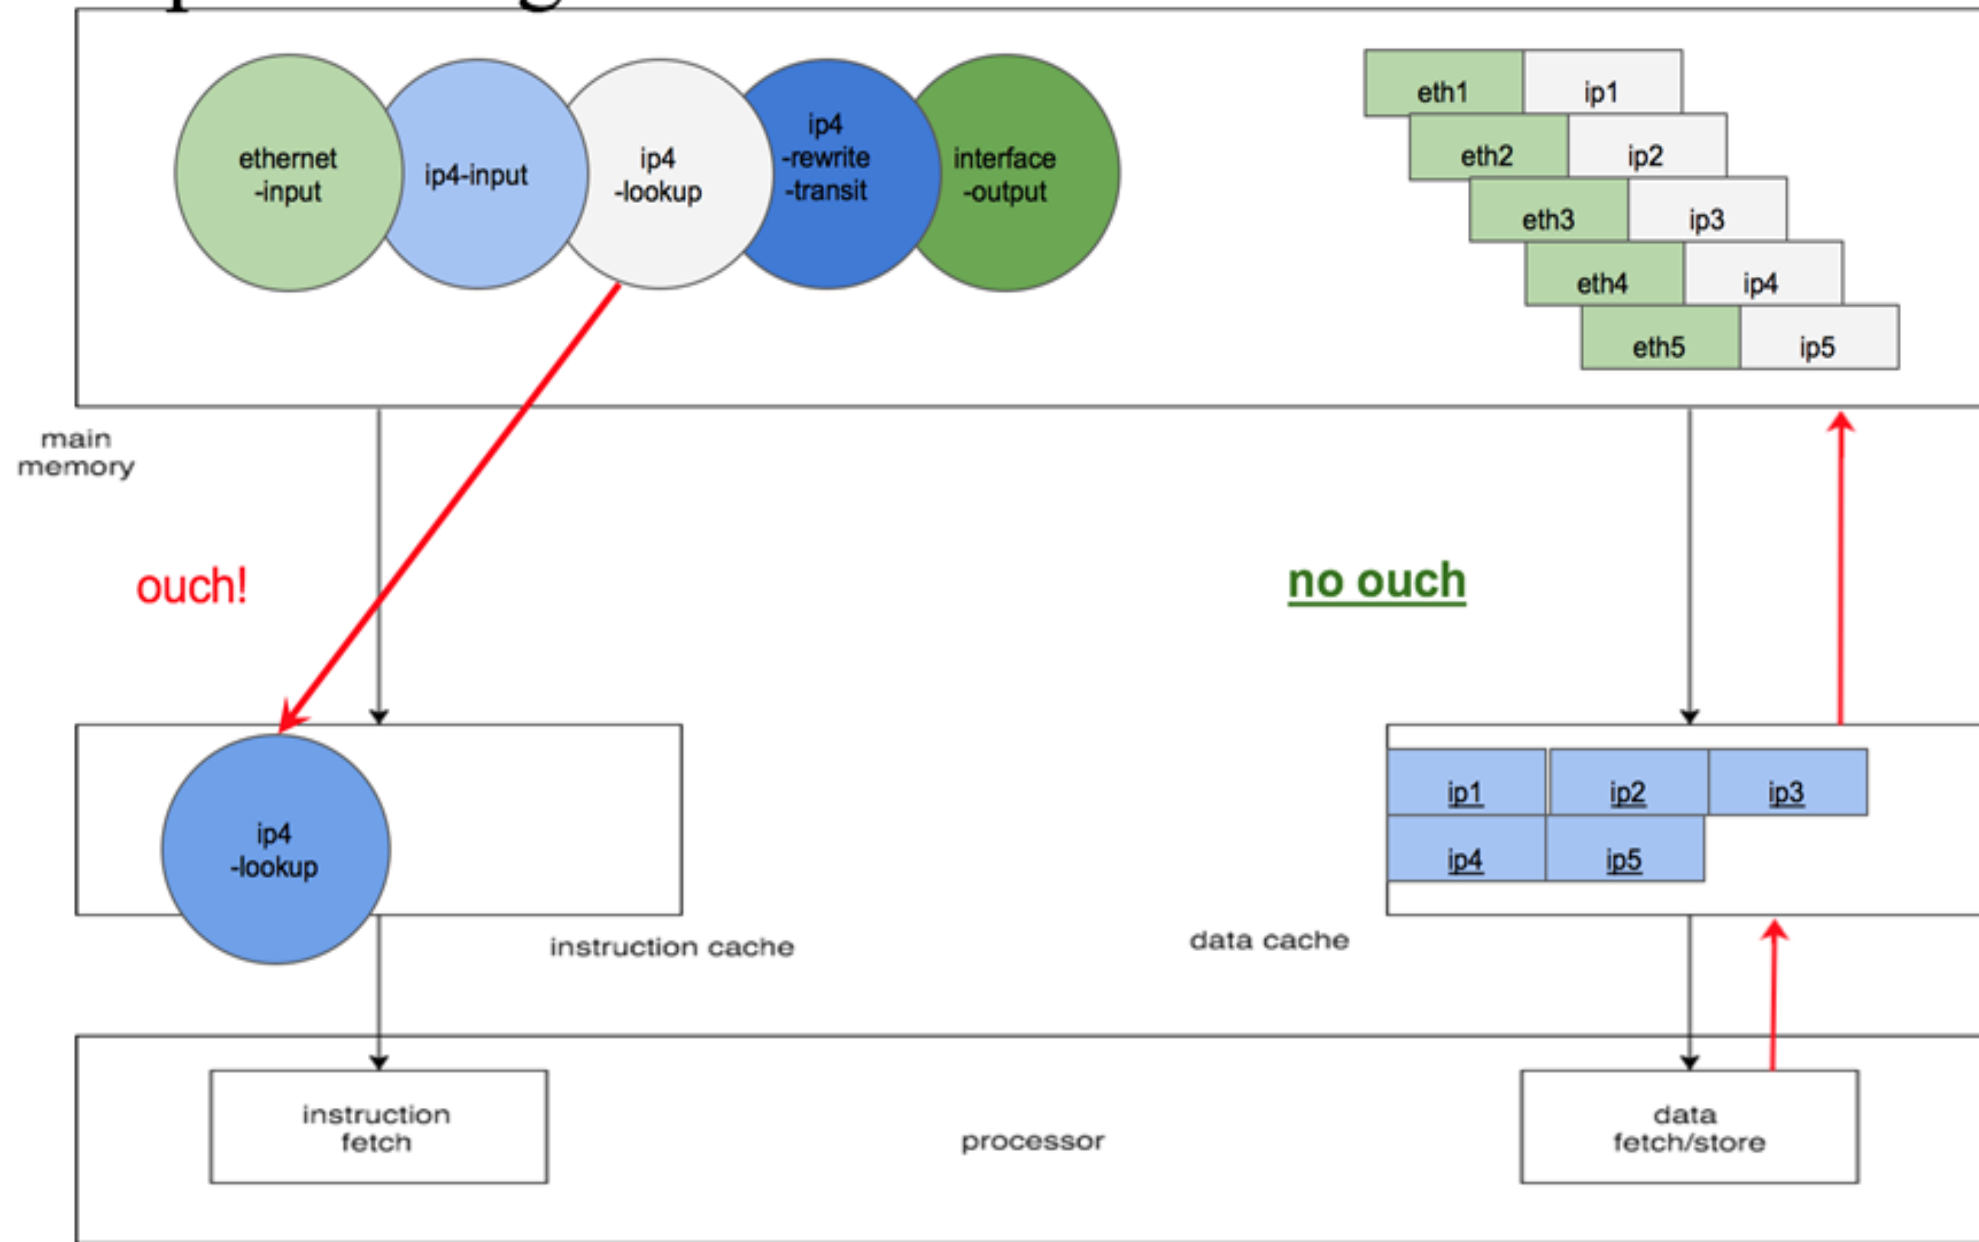 ethernet
-input
ip4-input
ip4
-lookup
ip4
-rewrite
-transit
interface
-output
eth1
ip1
eth2
ip2
eth3
ip3
eth4
ip4
eth5
ip5
main
memory
ouch!
no ouch
ip4
-lookup
ip1
ip2
ip3
ip4
ip5
instruction cache
data cache
instruction
fetch
processor
data
fetch/store